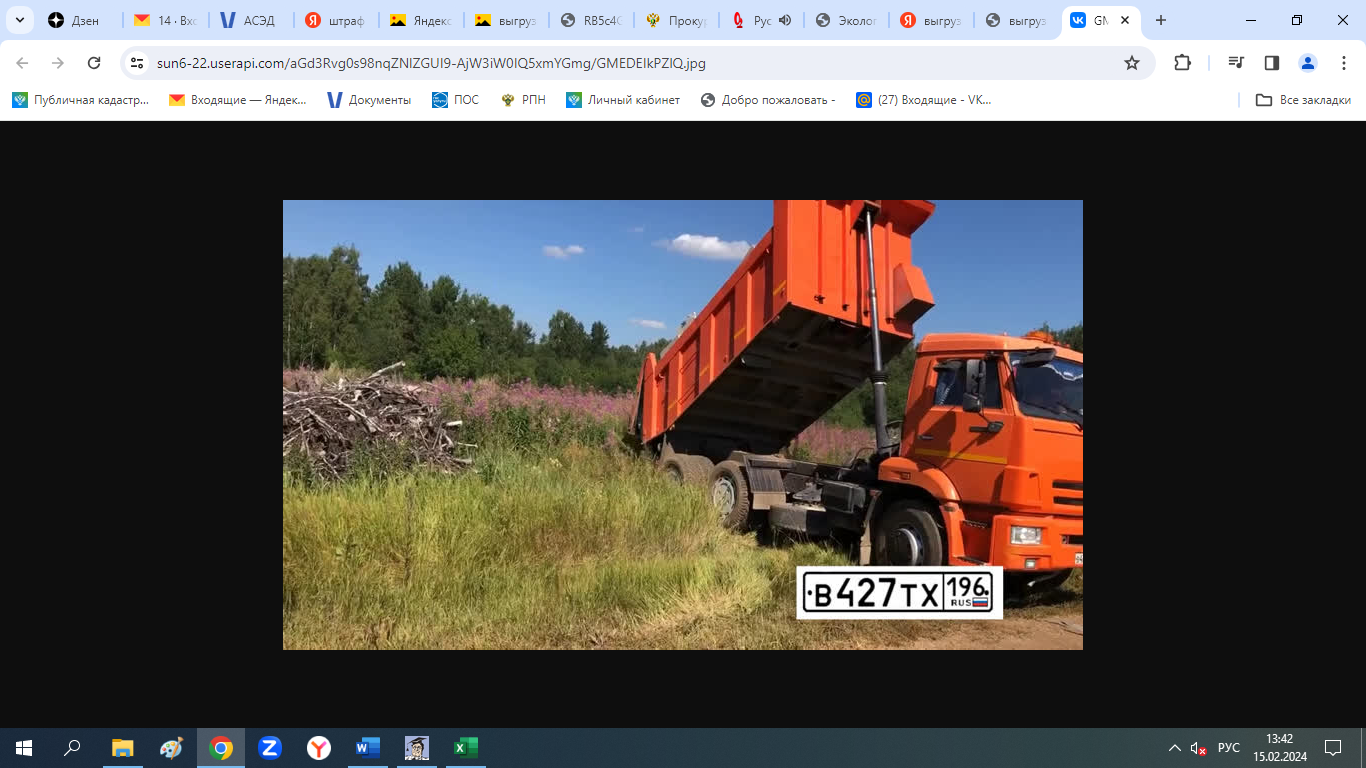 Дзен
14 · Вхо
АСЭД
штраф
Яндекс
выгруз
RB5c4C
Прокур
Рус
Эколог
выгруз
выгруз
GM
sun6-22.userapi.com/aGd3Rvg0s98nqZNIZGUI9-AjW3iW0IQ5xmYGmg/GMEDEIkPZIQ.jpg
Публичная кадастр...
Входящие — Яндек...
Документы
ПОС
РПН
Личный кабинет
Добро пожаловать -
(27) Входящие - VK...
Все закладки
В427ТХ 196
RUS
РУС
13:42
15.02.2024